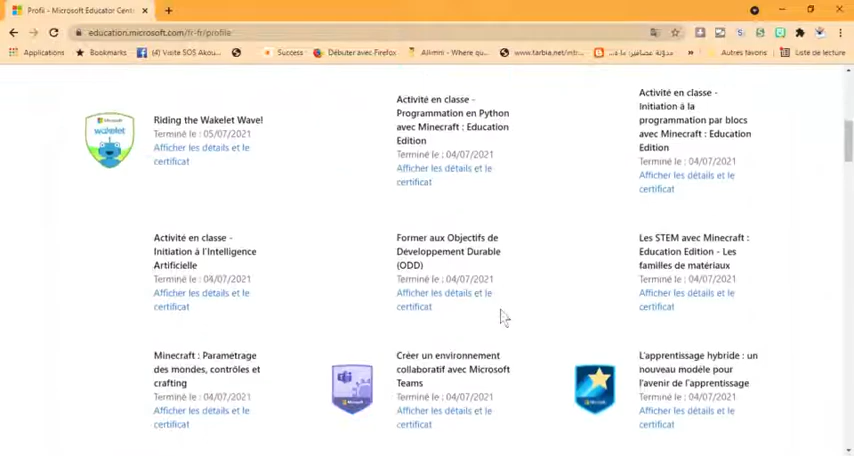 Profil - Microsoft Educator Cente
education.microsoft.com/fr-fr/profile
Applications
Bookmarks
(4) Visite SOS Akou...
Success
Débuter avec Firefox
Alimni - Where qu...
www.tarbia.net/mtr...
مدونة عصافير: ما ة...
Autres favoris
Liste de lecture
Microsoft
wakelet
Riding the Wakelet Wave!
Terminé le : 05/07/2021
Afficher les détails et le
certificat
Activité en classe -
Programmation en Python
avec Minecraft : Education
Edition
Terminé le : 04/07/2021
Afficher les détails et le
certificat
Activité en classe -
Initiation à la
programmation par blocs
avec Minecraft : Education
Edition
Terminé le : 04/07/2021
Afficher les détails et le
certificat
Activité en classe -
Initiation à l'Intelligence
Artificielle
Terminé le : 04/07/2021
Afficher les détails et le
certificat
Former aux Objectifs de
Developpement Durable
(ODD)
Terminé le : 04/07/2021
Afficher les détails et le
certificat
Les STEM avec Minecraft :
Education Edition - Les
familles de matériaux
Terminé le : 04/07/2021
Afficher les détails et le
certificat
Minecraft : Paramétrage
des mondes, contrôles et
crafting
Terminé le : 04/07/2021
Afficher les détails et le
certificat
Microsoft
Créer un environnement
collaboratif avec Microsoft
Teams
Terminé le : 04/07/2021
Afficher les détails et le
certificat
Microsoft
L'apprentissage hybride : un
nouveau modèle pour
l'avenir de l'apprentissage
Terminé le : 04/07/2021
Afficher les détails et le
certificat